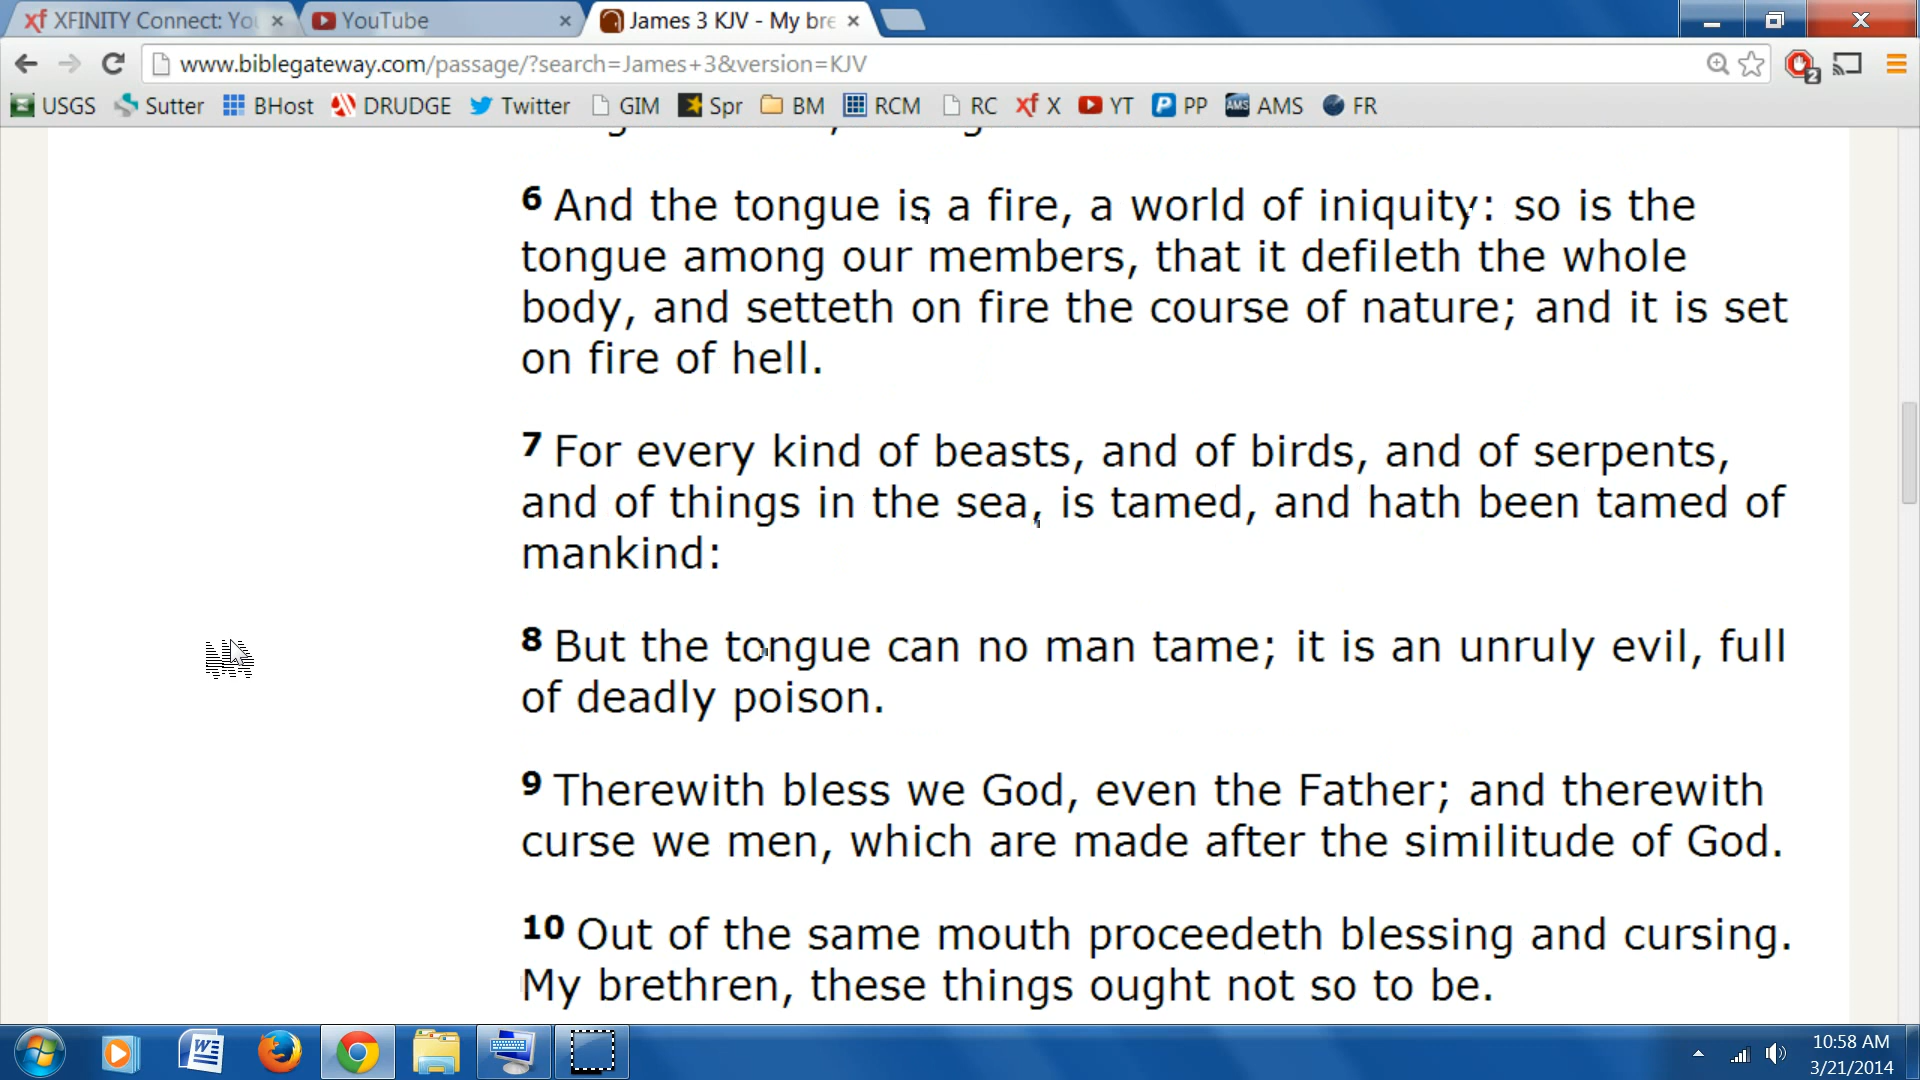 XFINITY Connect: Yo
YouTube
James 3 KJV - My bre
www.biblegateway.com/passage/?search=James+3&version=KJV
2
USGS Sutter BHost DRUDGE Twitter GIM Spr BM RCM RC X YT PP AMS FR
6 And the tongue is a fire, a world of iniquity: so is the
tongue among our members, that it defileth the whole
body, and setteth on fire the course of nature; and it is set
on fire of hell.
7 For every kind of beasts, and of birds, and of serpents,
and of things in the sea, is tamed, and hath been tamed of
mankind:
8 But the tongue can no man tame; it is an unruly evil, full
of deadly poison.
9 Therewith bless we God, even the Father; and therewith
curse we men, which are made after the similitude of God.
10 Out of the same mouth proceedeth blessing and cursing.
My brethren, these things ought not so to be.
10:58 AM
3/21/2014